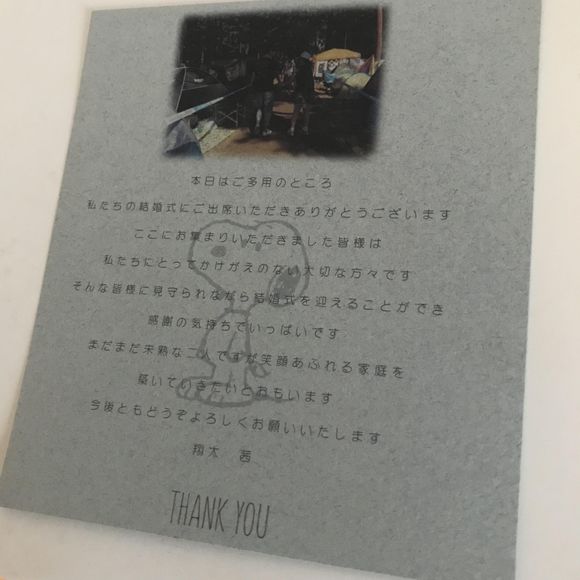 本日はご多用のところ
私たちの結婚式にご出席いただきありがとうございます
ここにお集まりいただきました皆様は
私たちにとってかけがえのない大切な方々です
そんな皆様に見守られながら結婚式を迎えることができ
感謝の気持ちでいっぱいです
まだまだ未熟な二人ですが笑顔あふれる家庭を
築いていきたいとおもいます
今後ともどうぞよろしくお願いいたします
翔太 茜
THANK YOU